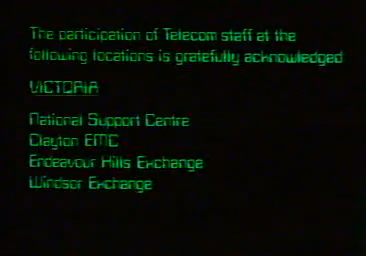 The participation of Telecom staff at the
following locations is gratefully acknowledged
VICTORIA
National Support Centre
Clayton EMC
Endeavour Hills Exchange
Windsor Exchange